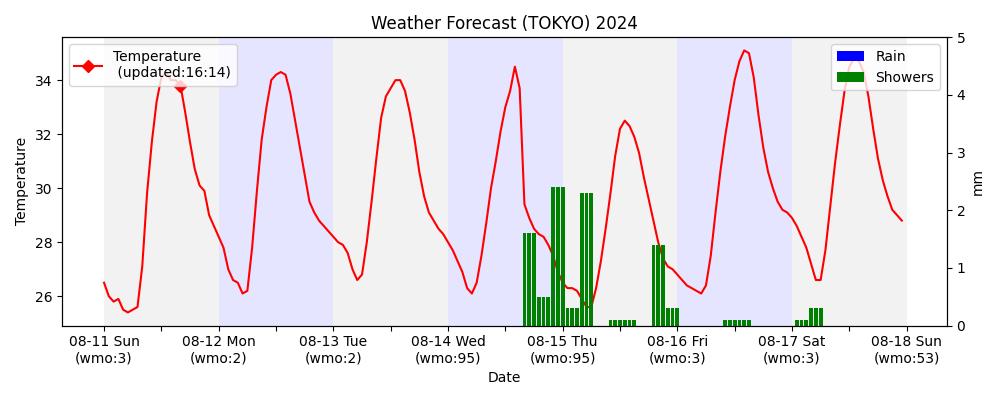 Weather Forecast (TOKYO) 2024
Temperature
(updated:16:14)
Rain
Showers
Temperature
34
32
30
28
26
5
4
3
2
1
0
mm
08-11 Sun
(wmo:3)
08-12 Mon
(wmo:2)
08-13 Tue
(wmo:2)
08-14 Wed
(wmo:95)
08-15 Thu
(wmo:95)
08-16 Fri
(wmo:3)
08-17 Sat
(wmo:3)
08-18 Sun
(wmo:53)
Date